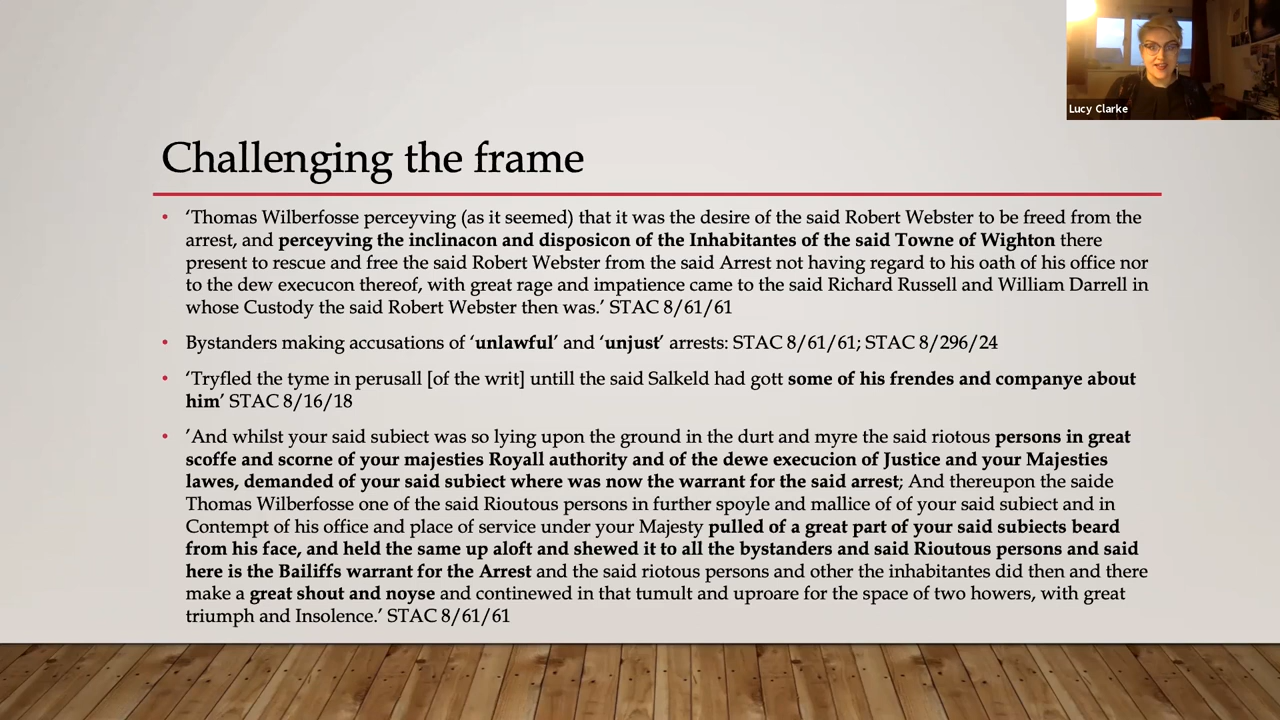 Lucy Clarke
Challenging the frame
• ‘Thomas Wilberfosse perceyving (as it seemed) that it was the desire of the said Robert Webster to be freed from the
arrest, and perceyving the inclinacon and disposicon of the Inhabitantes of the said Towne of Wighton there
present to rescue and free the said Robert Webster from the said Arrest not having regard to his oath of his office nor
to the dew execucon thereof, with great rage and impatience came to the said Richard Russell and William Darrell in
whose Custody the said Robert Webster then was.’ STAC 8/61/61
• Bystanders making accusations of ‘unlawful’ and ‘unjust’ arrests: STAC 8/61/61; STAC 8/296/24
• ‘Tryfled the tyme in perusall [of the writ] untill the said Salkeld had gott some of his frendes and companye about
him’ STAC 8/16/18
• ’And whilst your said subiect was so lying upon the ground in the durt and myre the said riotous persons in great
scoffe and scorne of your majesties Royall authority and of the dewe execucion of Justice and your Majesties
lawes, demanded of your said subiect where was now the warrant for the said arrest; And thereupon the saide
Thomas Wilberfosse one of the said Rioutous persons in further spoyle and mallice of of your said subiect and in
Contempt of his office and place of service under your Majesty pulled of a great part of your said subiects beard
from his face, and held the same up aloft and shewed it to all the bystanders and said Rioutous persons and said
here is the Bailiffs warrant for the Arrest and the said riotous persons and other the inhabitantes did then and there
make a great shout and noyse and continewed in that tumult and uproare for the space of two howers, with great
triumph and Insolence.’ STAC 8/61/61